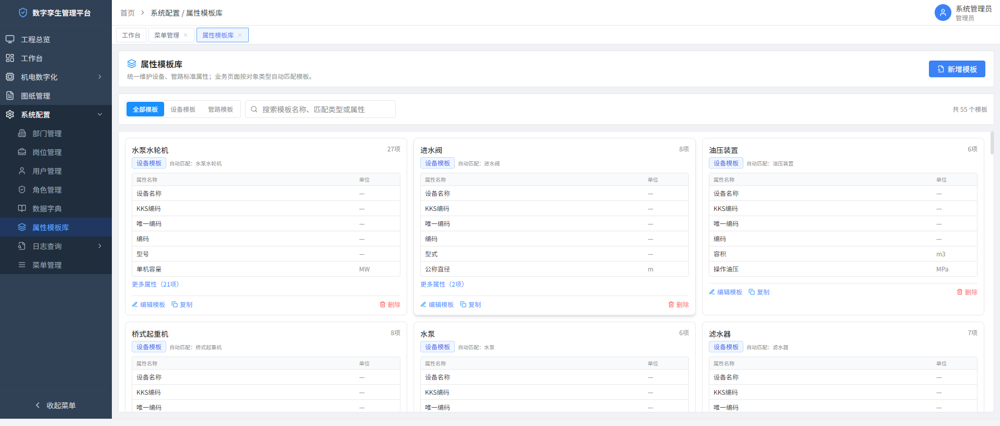 数字孪生管理平台
工程总览
工作台
机电数字化
图纸管理
系统配置
部门管理
岗位管理
用户管理
角色管理
数据字典
属性模板库
日志查询
菜单管理
收起菜单
首页 > 系统配置 / 属性模板库
系统管理员
管理员
工作台 菜单管理 × 属性模板库 ×
属性模板库
统一维护设备、管路标准属性；业务页面按对象类型自动匹配模板。
新增模板
全部模板 设备模板 管路模板 搜索模板名称、匹配类型或属性 共 55 个模板
水泵水轮机 27项
设备模板 自动匹配：水泵水轮机
属性名称 单位
设备名称 —
KKS编码 —
唯一编码 —
编码 —
型号 —
单机容量 MW
更多属性（21项）
编辑模板 复制 删除
进水阀 8项
设备模板 自动匹配：进水阀
属性名称 单位
设备名称 —
KKS编码 —
唯一编码 —
编码 —
型式 —
公称直径 m
更多属性（2项）
编辑模板 复制 删除
油压装置 6项
设备模板 自动匹配：油压装置
属性名称 单位
设备名称 —
KKS编码 —
唯一编码 —
编码 —
容积 m3
操作油压 MPa
编辑模板 复制 删除
桥式起重机 8项
设备模板 自动匹配：桥式起重机
属性名称 单位
设备名称 —
KKS编码 —
唯一编码 —
水泵 6项
设备模板 自动匹配：水泵
属性名称 单位
设备名称 —
KKS编码 —
唯一编码 —
滤水器 7项
设备模板 自动匹配：滤水器
属性名称 单位
设备名称 —
KKS编码 —
唯一编码 —